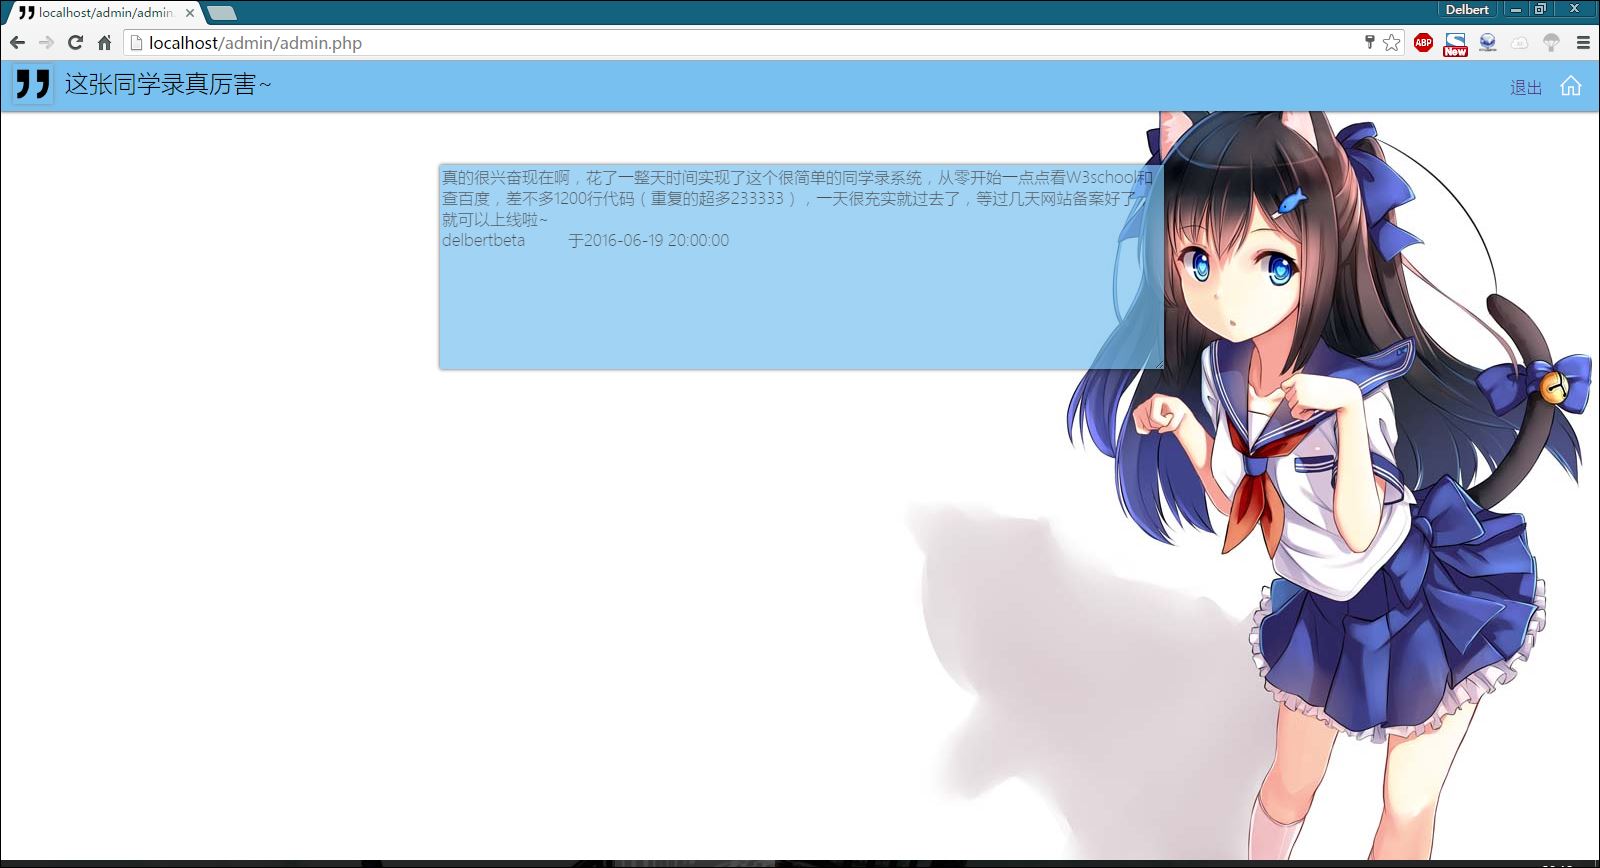 localhost/admin/admin.
Delbert
localhost/admin/admin.php
ABP
New
这张同学录真厉害~
退出
真的很兴奋现在啊，花了一整天时间实现了这个很简单的同学录系统，从零开始一点点看W3school和
查百度，差不多1200行代码（重复的超多233333），一天很充实就过去了，等过几天网站备案好了，
就可以上线啦~
delbertbeta 于2016-06-19 20:00:00